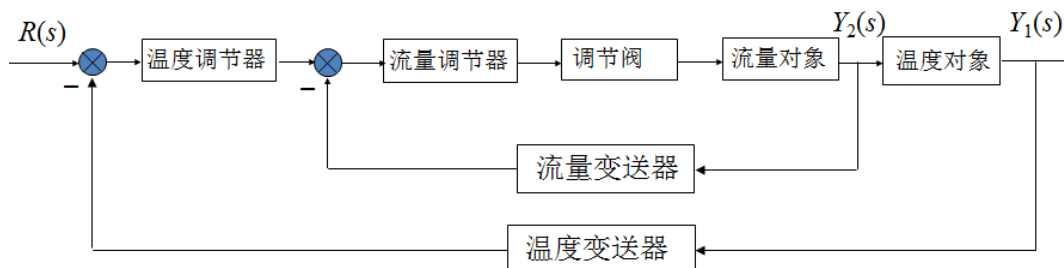 R(s)
Y₂(s)
Y₁(s)
温度调节器
流量调节器
调节阀
流量对象
温度对象
−
−
流量变送器
温度变送器